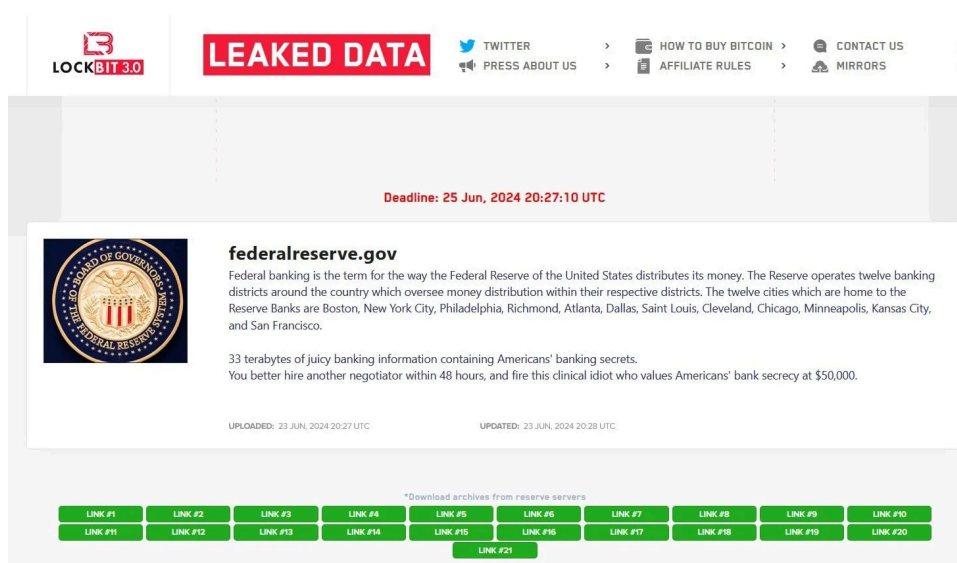 LOCKBIT 3.0
LEAKED DATA
TWITTER >
PRESS ABOUT US >
HOW TO BUY BITCOIN >
AFFILIATE RULES >
CONTACT US
MIRRORS
Deadline: 25 Jun, 2024 20:27:10 UTC
BOARD OF GOVERNORS
THE FEDERAL RESERVE SYSTEM
federalreserve.gov
Federal banking is the term for the way the Federal Reserve of the United States distributes its money. The Reserve operates twelve banking
districts around the country which oversee money distribution within their respective districts. The twelve cities which are home to the
Reserve Banks are Boston, New York City, Philadelphia, Richmond, Atlanta, Dallas, Saint Louis, Cleveland, Chicago, Minneapolis, Kansas City,
and San Francisco.
33 terabytes of juicy banking information containing Americans' banking secrets.
You better hire another negotiator within 48 hours, and fire this clinical idiot who values Americans' bank secrecy at $50,000.
UPLOADED: 23 JUN, 2024 20:27 UTC UPDATED: 23 JUN, 2024 20:28 UTC
*Download archives from reserve servers
LINK #1 LINK #2 LINK #3 LINK #4 LINK #5 LINK #6 LINK #7 LINK #8 LINK #9 LINK #10
LINK #11 LINK #12 LINK #13 LINK #14 LINK #15 LINK #16 LINK #17 LINK #18 LINK #19 LINK #20
LINK #21